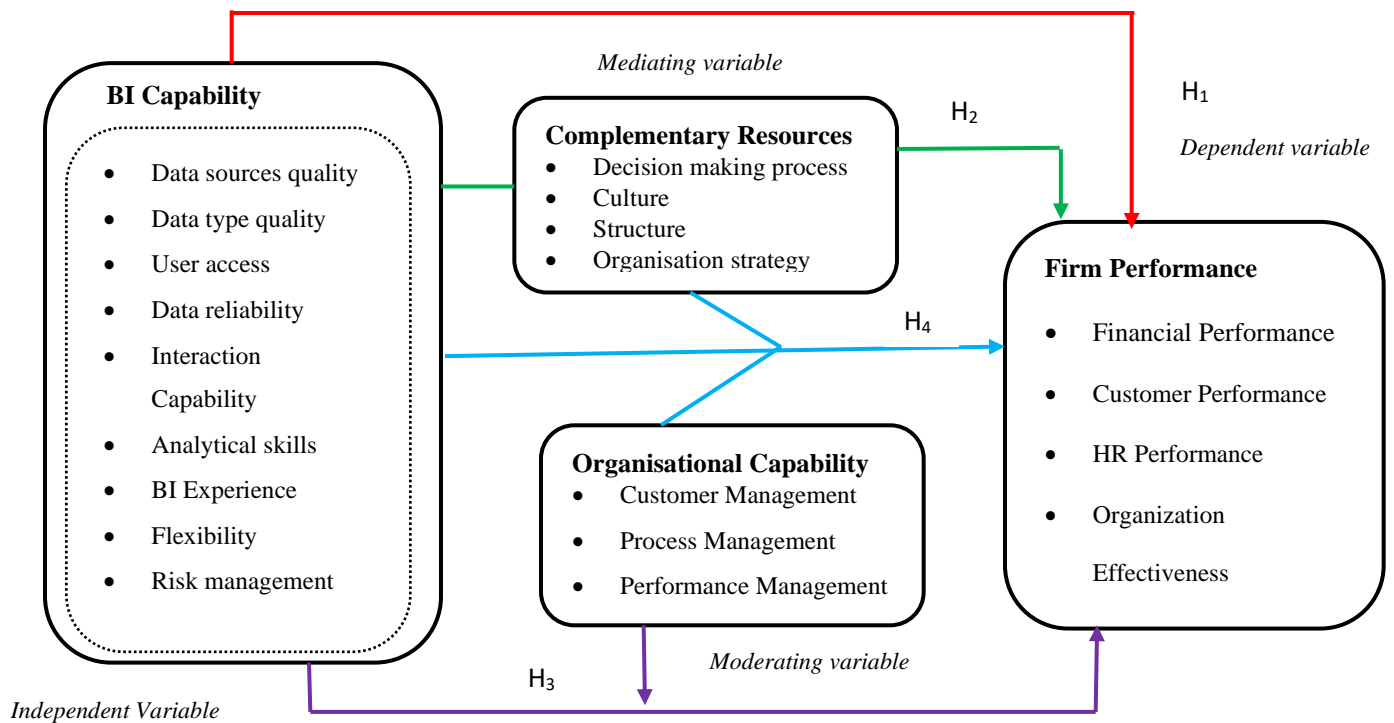 BI Capability
Data sources quality
Data type quality
User access
Data reliability
Interaction
Capability
Analytical skills
BI Experience
Flexibility
Risk management
Independent Variable
Mediating variable
Complementary Resources
Decision making process
Culture
Structure
Organisation strategy
H2
H1
Dependent variable
H4
Organisational Capability
Customer Management
Process Management
Performance Management
Moderating variable
H3
Firm Performance
Financial Performance
Customer Performance
HR Performance
Organization
Effectiveness